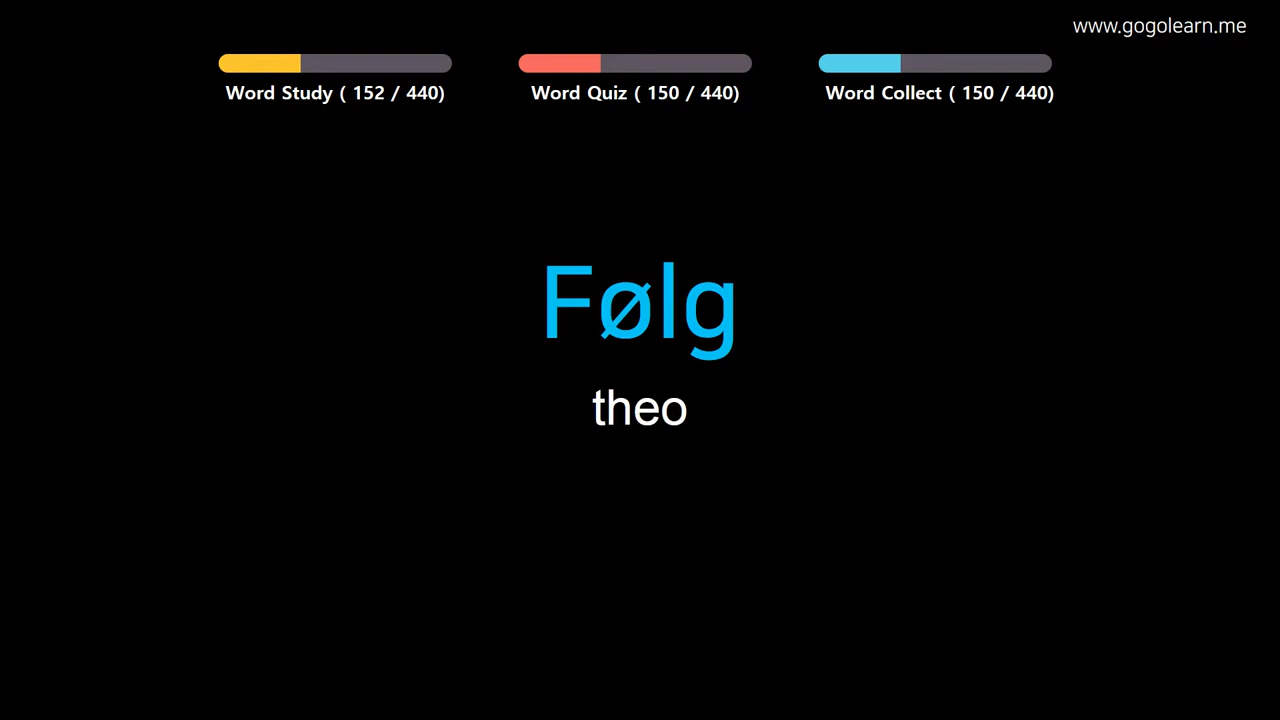 www.gogolearn.me
Word Study ( 152 / 440)
Word Quiz ( 150 / 440)
Word Collect ( 150 / 440)
Følg
theo